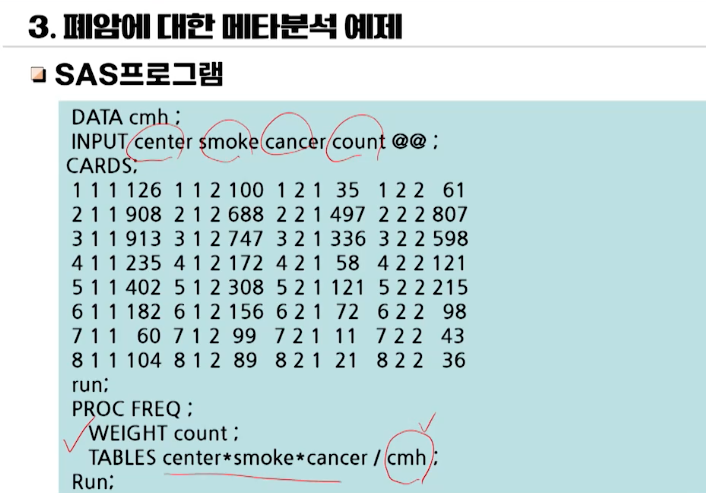 3. 폐암에 대한 메타분석 예제
SAS프로그램
DATA cmh ;
INPUT center smoke cancer count @@ ;
CARDS;
1 1 1 126 1 1 2 100 1 2 1 35 1 2 2 61
2 1 1 908 2 1 2 688 2 2 1 497 2 2 2 807
3 1 1 913 3 1 2 747 3 2 1 336 3 2 2 598
4 1 1 235 4 1 2 172 4 2 1 58 4 2 2 121
5 1 1 402 5 1 2 308 5 2 1 121 5 2 2 215
6 1 1 182 6 1 2 156 6 2 1 72 6 2 2 98
7 1 1 60 7 1 2 99 7 2 1 11 7 2 2 43
8 1 1 104 8 1 2 89 8 2 1 21 8 2 2 36
run;
PROC FREQ ;
WEIGHT count ;
TABLES center*smoke*cancer / cmh ;
Run;